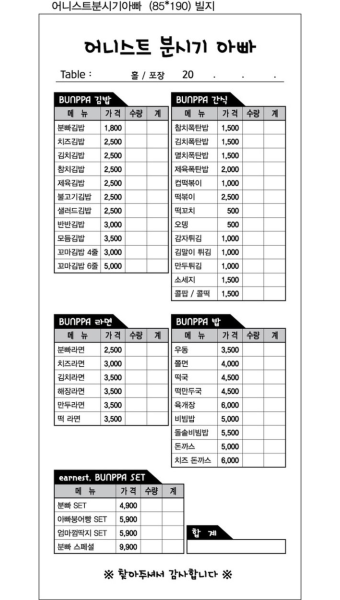 어니스트분시기아빠 (85*190) 빌지
어니스트 분시기 아빠
Table : 홀 / 포장 20 . . .
BUNPPA 김밥
메 뉴 가 격 수량 계
분빠김밥 1,800
치즈김밥 2,500
김치김밥 2,500
참치김밥 2,500
제육김밥 2,500
불고기김밥 2,500
샐러드김밥 2,500
반반김밥 3,000
모듬김밥 3,500
꼬마김밥 4줄 3,000
꼬마김밥 6줄 5,000
BUNPPA 간식
메 뉴 가 격 수량 계
참치폭탄밥 1,500
김치폭탄밥 1,500
멸치폭탄밥 1,500
제육폭탄밥 2,000
컵떡볶이 1,000
떡볶이 2,500
떡꼬치 500
오뎅 500
감자튀김 1,000
김말이 튀김 1,000
만두튀김 1,000
소세지 1,500
콜팝 / 콜떡 1,500
BUNPPA 라면
메 뉴 가 격 수량 계
분빠라면 2,500
치즈라면 3,000
김치라면 3,500
해장라면 3,500
만두라면 3,500
떡 라면 3,500
BUNPPA 밥
메 뉴 가 격 수량 계
우동 3,500
쫄면 4,000
떡국 4,500
떡만두국 4,500
육개장 6,000
비빔밥 5,000
돌솥비빔밥 5,500
돈까스 5,000
치즈 돈까스 6,000
earnest. BUNPPA SET
메 뉴 가 격 수량 계
분빠 SET 4,900
아빠붕어빵 SET 5,900
엄마껌딱지 SET 5,900
분빠 스페셜 9,900
합 계
※ 찾아주셔서 감사합니다 ※